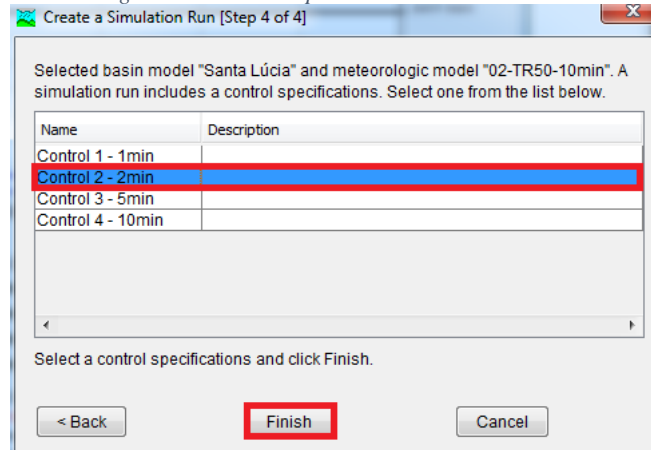 Create a Simulation Run [Step 4 of 4]
Selected basin model "Santa Lúcia" and meteorologic model "02-TR50-10min". A
simulation run includes a control specifications. Select one from the list below.
Name Description
Control 1 - 1min
Control 2 - 2min
Control 3 - 5min
Control 4 - 10min
Select a control specifications and click Finish.
< Back Finish Cancel